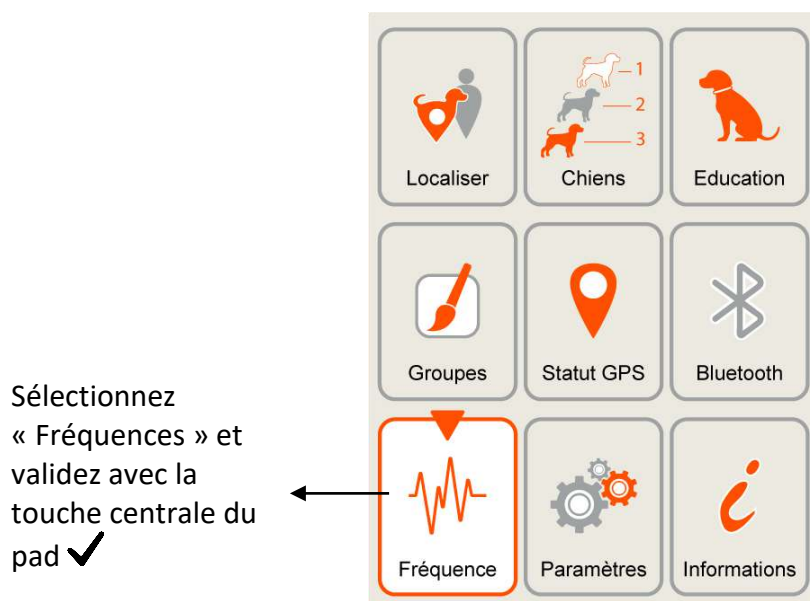 1
2
3
Localiser
Chiens
Education
Groupes
Statut GPS
Bluetooth
Sélectionnez
« Fréquences » et
validez avec la
touche centrale du
pad ✔
Fréquence
Paramètres
Informations